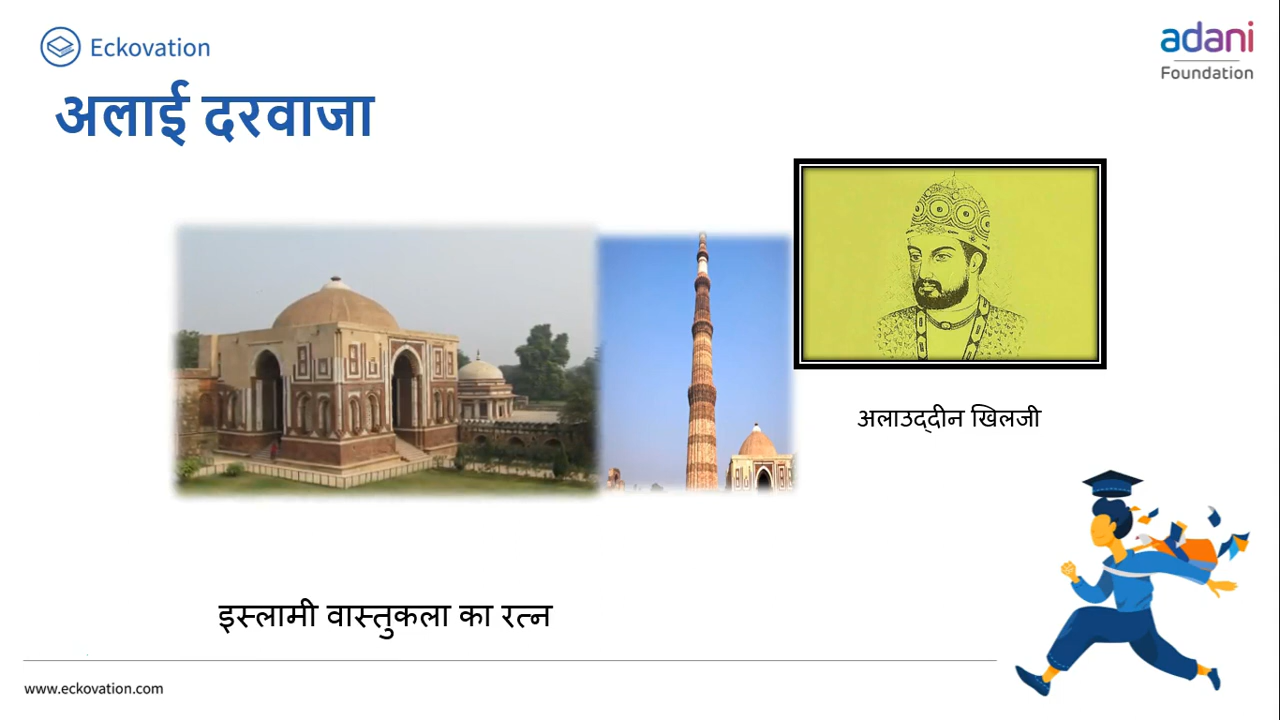 Eckovation
adani
Foundation
अलाई दरवाजा
अलाउद्दीन खिलजी
इस्लामी वास्तुकला का रत्न
www.eckovation.com